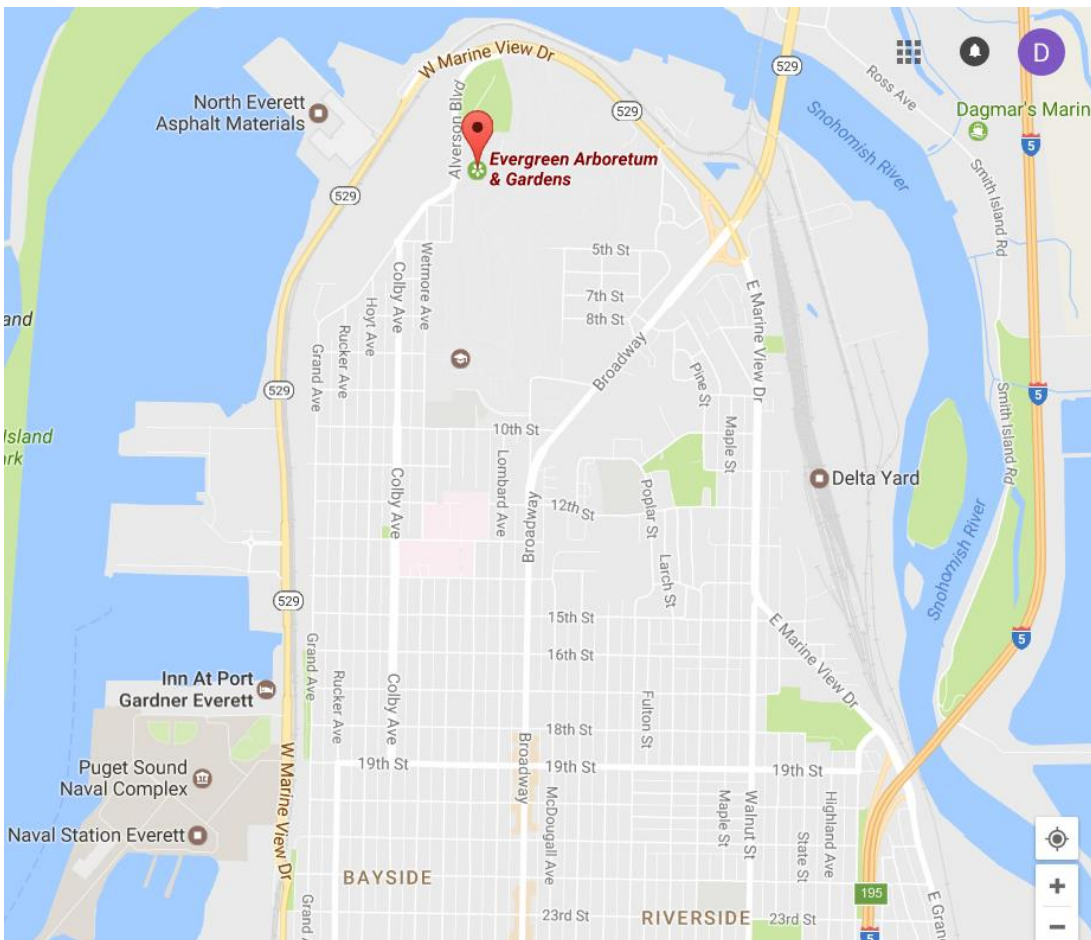 W Marine View Dr
529
D
Ross Ave
North Everett
Asphalt Materials
Alverson Blvd
529
Snohomish River
Dagmar's Marin
5
Smith Island Rd
Evergreen Arboretum
& Gardens
529
Wetmore Ave
Colby Ave
Hoyt Ave
Rucker Ave
Grand Ave
5th St
7th St
8th St
Broadway
E Marine View Dr
and
529
Pine St
Maple St
5
Smith Island Rd
Island
rk
10th St
Lombard Ave
Colby Ave
Broadway
12th St
Poplar St
Larch St
Delta Yard
Snohomish River
529
15th St
16th St
E Marine View Dr
5
Grand Ave
Rucker Ave
Colby Ave
Inn At Port
Gardner Everett
Fulton St
18th St
W Marine View Dr
Puget Sound
Naval Complex
19th St
Broadway
19th St
19th St
McDougall Ave
Maple St
Walnut St
Highland Ave
State St
Naval Station Everett
BAYSIDE
Grand A
23rd St
RIVERSIDE
23rd St
195
E Gran
5
+
−